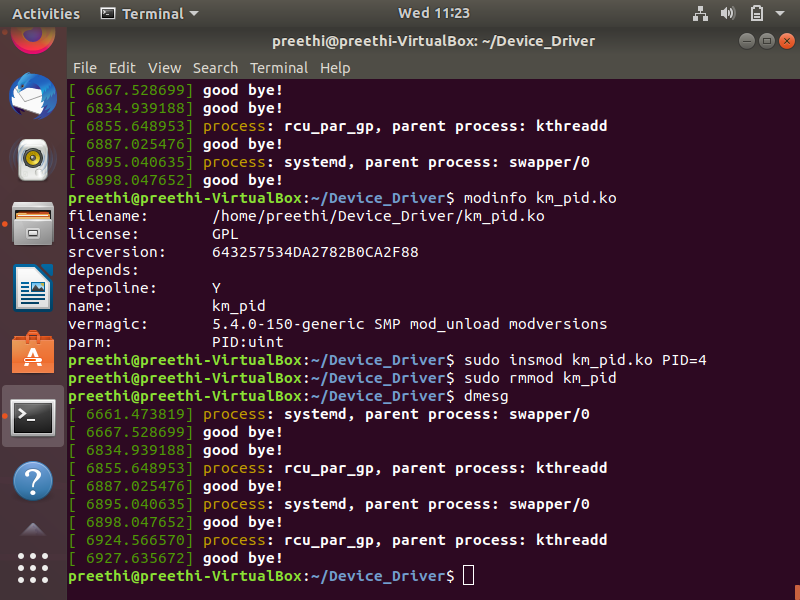 Activities Terminal Wed 11:23
preethi@preethi-VirtualBox: ~/Device_Driver
File Edit View Search Terminal Help
[ 6667.528699] good bye!
[ 6834.939188] good bye!
[ 6855.648953] process: rcu_par_gp, parent process: kthreadd
[ 6887.025476] good bye!
[ 6895.040635] process: systemd, parent process: swapper/0
[ 6898.047652] good bye!
preethi@preethi-VirtualBox:~/Device_Driver$ modinfo km_pid.ko
filename: /home/preethi/Device_Driver/km_pid.ko
license: GPL
srcversion: 643257534DA2782B0CA2F88
depends:
retpoline: Y
name: km_pid
vermagic: 5.4.0-150-generic SMP mod_unload modversions
parm: PID:uint
preethi@preethi-VirtualBox:~/Device_Driver$ sudo insmod km_pid.ko PID=4
preethi@preethi-VirtualBox:~/Device_Driver$ sudo rmmod km_pid
preethi@preethi-VirtualBox:~/Device_Driver$ dmesg
[ 6661.473819] process: systemd, parent process: swapper/0
[ 6667.528699] good bye!
[ 6834.939188] good bye!
[ 6855.648953] process: rcu_par_gp, parent process: kthreadd
[ 6887.025476] good bye!
[ 6895.040635] process: systemd, parent process: swapper/0
[ 6898.047652] good bye!
[ 6924.566570] process: rcu_par_gp, parent process: kthreadd
[ 6927.635672] good bye!
preethi@preethi-VirtualBox:~/Device_Driver$